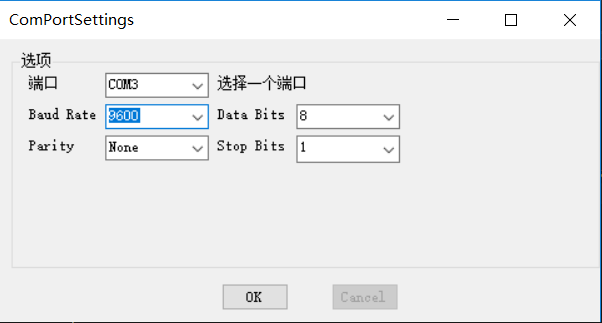 ComPortSettings
选项
端口 COM3 选择一个端口
Baud Rate 9600 Data Bits 8
Parity None Stop Bits 1
OK Cancel